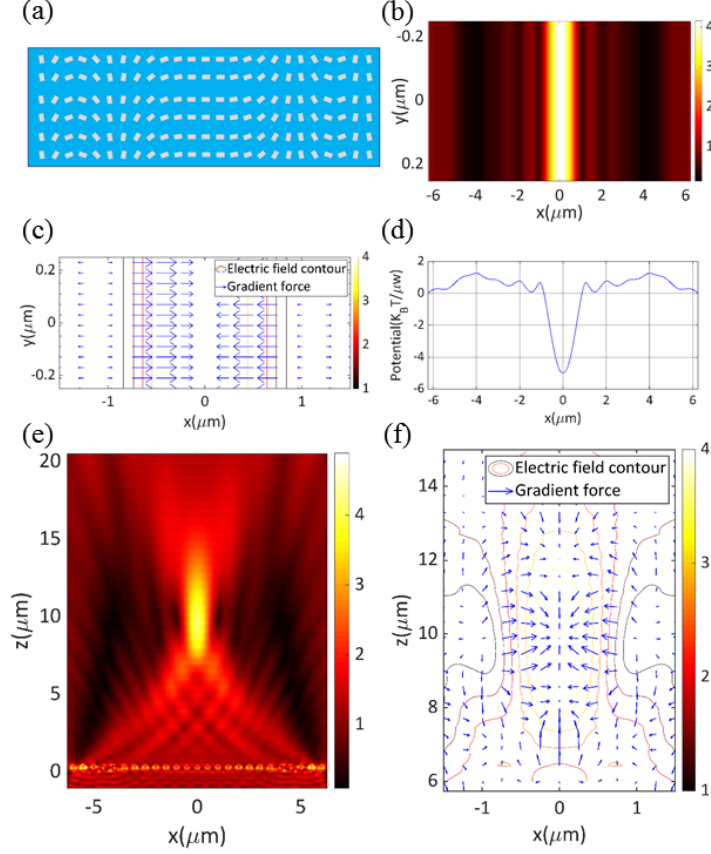 (a)
(b)
-0.2
0
0.2
y(μm)
-6 -4 -2 0 2 4 6
x(μm)
4
3
2
1
(c)
0.2
0
-0.2
y(μm)
-1 0 1
x(μm)
Electric field contour
Gradient force
4
3
2
1
(d)
2
0
-2
-4
-6
Potential(K_BT/μw)
-6 -4 -2 0 2 4 6
x(μm)
(e)
20
15
10
5
0
z(μm)
-5 0 5
x(μm)
4
3
2
1
(f)
14
12
10
8
6
z(μm)
-1 0 1
x(μm)
Electric field contour
Gradient force
4
3
2
1